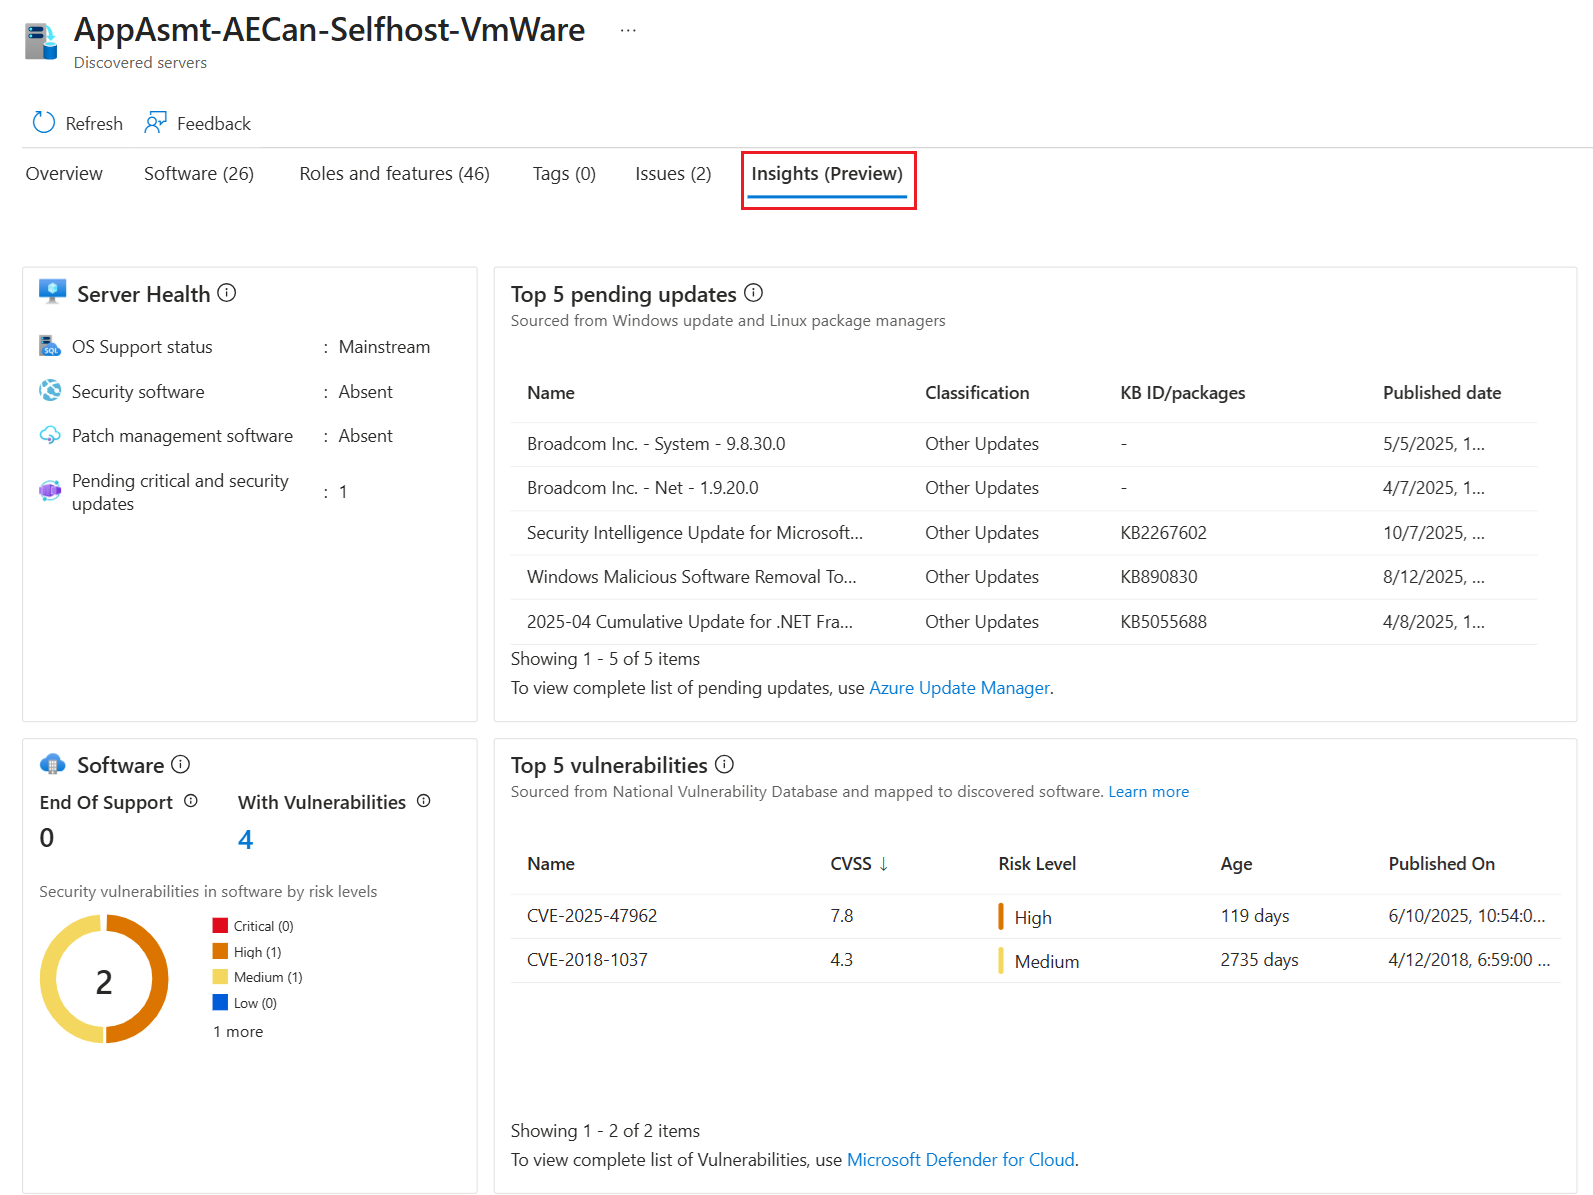 AppAsmt-AECan-Selfhost-VmWare ...
Discovered servers
Refresh Feedback
Overview Software (26) Roles and features (46) Tags (0) Issues (2) Insights (Preview)
Server Health
OS Support status : Mainstream
Security software : Absent
Patch management software : Absent
Pending critical and security
updates : 1
Top 5 pending updates
Sourced from Windows update and Linux package managers
Name Classification KB ID/packages Published date
Broadcom Inc. - System - 9.8.30.0 Other Updates - 5/5/2025, 1...
Broadcom Inc. - Net - 1.9.20.0 Other Updates - 4/7/2025, 1...
Security Intelligence Update for Microsoft... Other Updates KB2267602 10/7/2025, ...
Windows Malicious Software Removal To... Other Updates KB890830 8/12/2025, ...
2025-04 Cumulative Update for .NET Fra... Other Updates KB5055688 4/8/2025, 1...
Showing 1 - 5 of 5 items
To view complete list of pending updates, use Azure Update Manager.
Software
End Of Support With Vulnerabilities
0 4
Security vulnerabilities in software by risk levels
2
Critical (0)
High (1)
Medium (1)
Low (0)
1 more
Top 5 vulnerabilities
Sourced from National Vulnerability Database and mapped to discovered software. Learn more
Name CVSS ↓ Risk Level Age Published On
CVE-2025-47962 7.8 High 119 days 6/10/2025, 10:54:0...
CVE-2018-1037 4.3 Medium 2735 days 4/12/2018, 6:59:00 ...
Showing 1 - 2 of 2 items
To view complete list of Vulnerabilities, use Microsoft Defender for Cloud.